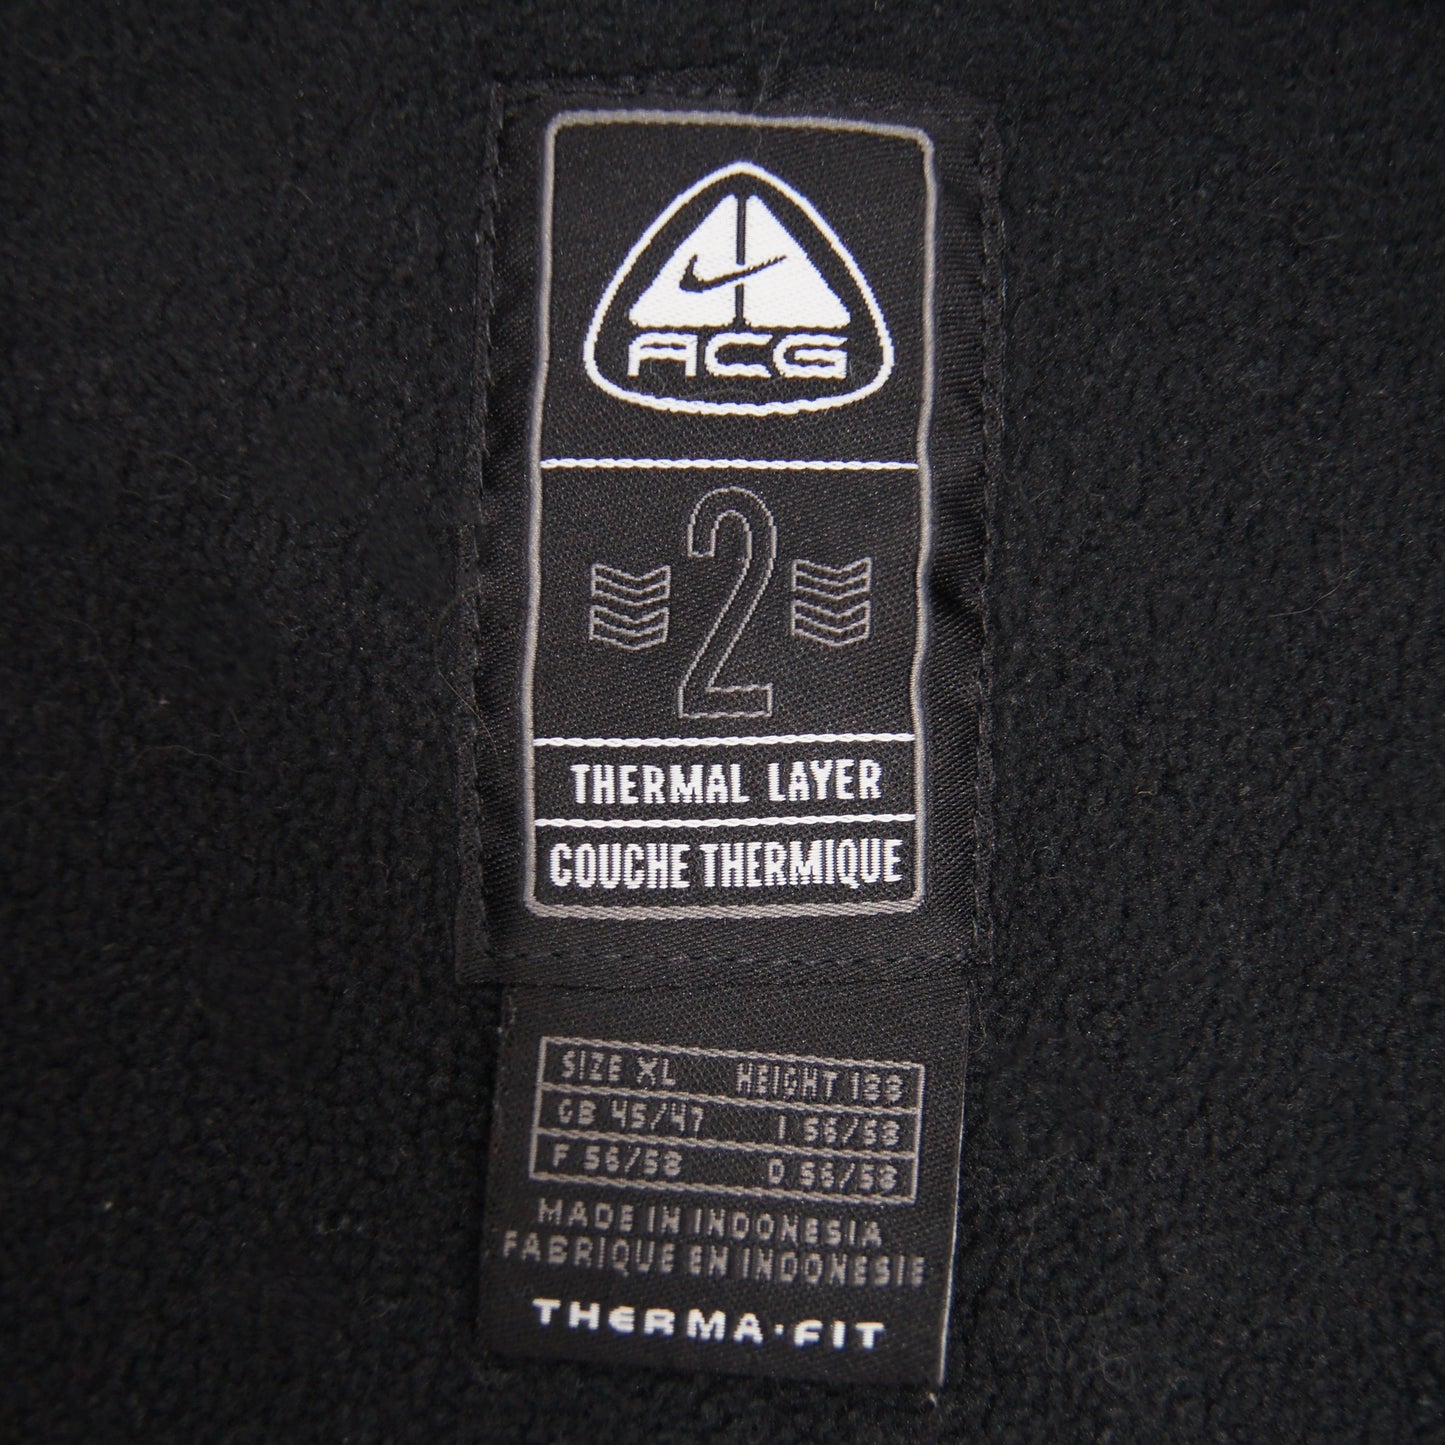 ACG
2
THERMAL LAYER
COUCHE THERMIQUE
SIZE XL HEIGHT 188
GB 45/47 I 56/58
F 56/58 D 56/58
MADE IN INDONESIA
FABRIQUE EN INDONESIE
THERMA·FIT